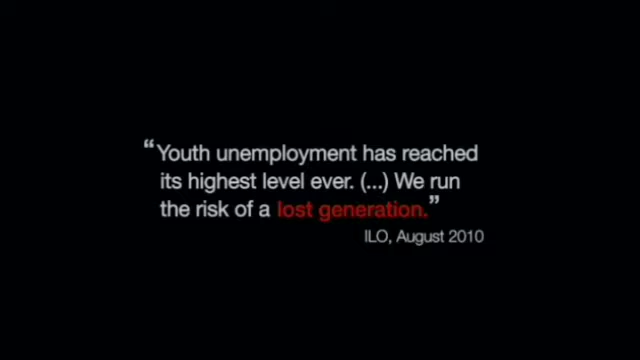 “Youth unemployment has reached
its highest level ever. (...) We run
the risk of a lost generation.”
ILO, August 2010